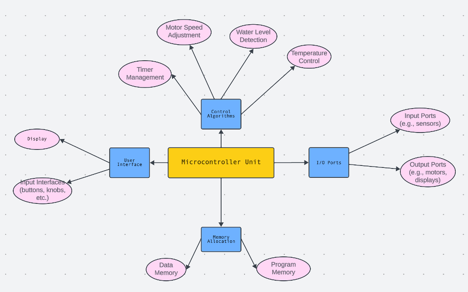 Motor Speed
Adjustment
Water Level
Detection
Temperature
Control
Timer
Management
Control
Algorithms
Input Ports
(e.g., sensors)
Display
User
Interface
Microcontroller Unit
I/O Ports
Output Ports
(e.g., motors,
displays)
Input Interfaces
(buttons, knobs,
etc.)
Memory
Allocation
Data
Memory
Program
Memory